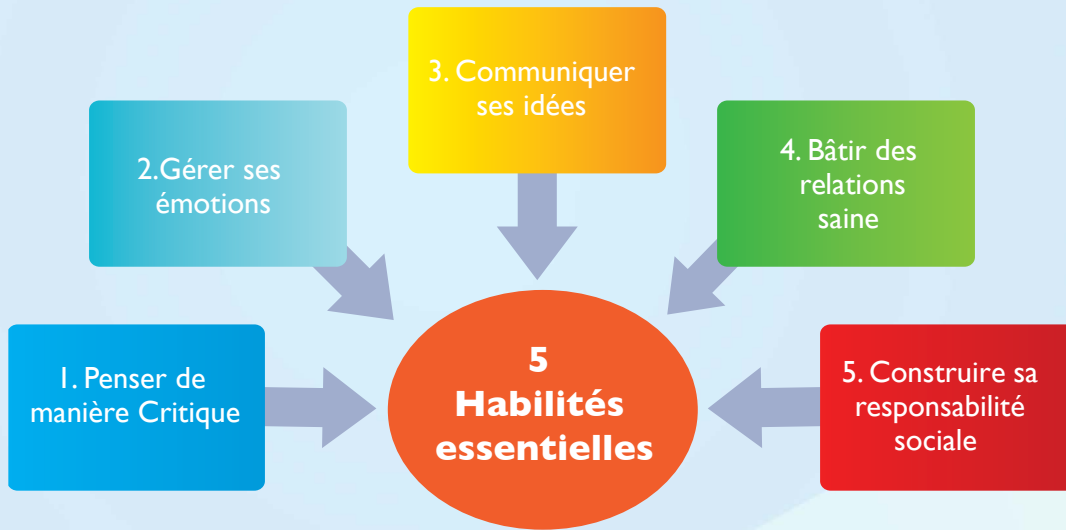 1. Penser de
manière Critique
2.Gérer ses
émotions
3. Communiquer
ses idées
4. Bâtir des
relations
saine
5. Construire sa
responsabilité
sociale
5
Habilités
essentielles